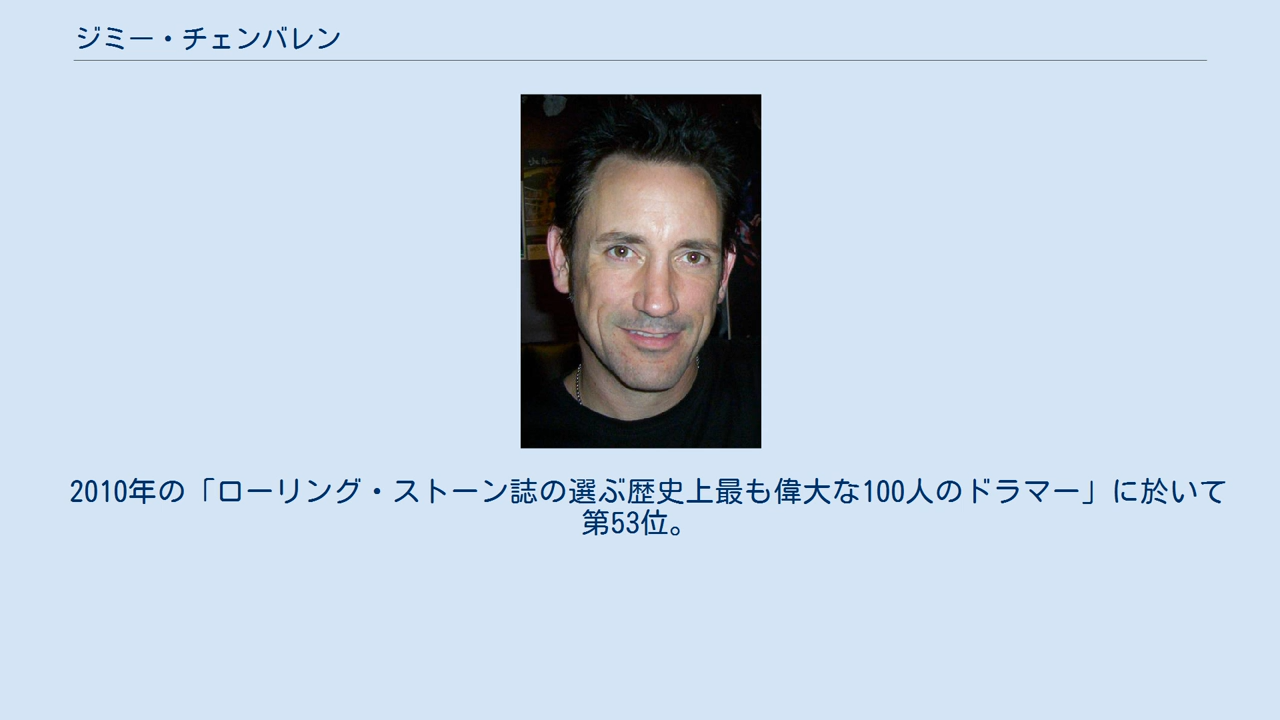 ジミー・チェンバレン
2010年の「ローリング・ストーン誌の選ぶ歴史上最も偉大な100人のドラマー」に於いて
第53位。